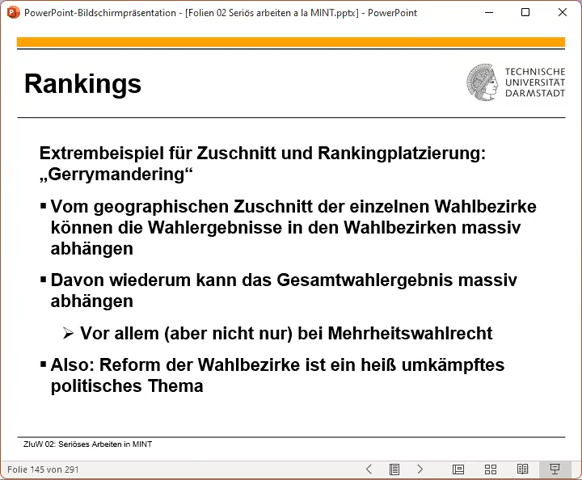 PowerPoint-Bildschirmpräsentation - [Folien 02 Seriös arbeiten a la MINT.pptx] - PowerPoint
Rankings
TECHNISCHE
UNIVERSITÄT
DARMSTADT
Extrembeispiel für Zuschnitt und Rankingplatzierung:
„Gerrymandering“
▪ Vom geographischen Zuschnitt der einzelnen Wahlbezirke
können die Wahlergebnisse in den Wahlbezirken massiv
abhängen
▪ Davon wiederum kann das Gesamtwahlergebnis massiv
abhängen
➢ Vor allem (aber nicht nur) bei Mehrheitswahlrecht
▪ Also: Reform der Wahlbezirke ist ein heiß umkämpftes
politisches Thema
ZIuW 02: Seriöses Arbeiten in MINT
Folie 145 von 291